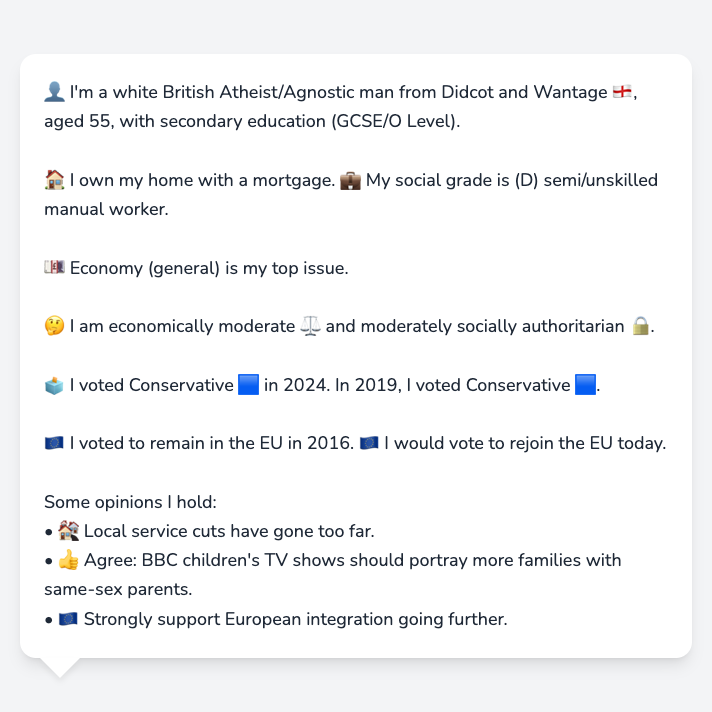 👤 I'm a white British Atheist/Agnostic man from Didcot and Wantage 🏴󠁧󠁢󠁥󠁮󠁧󠁿,
aged 55, with secondary education (GCSE/O Level).
🏠 I own my home with a mortgage. 💼 My social grade is (D) semi/unskilled
manual worker.
💷 Economy (general) is my top issue.
🤔 I am economically moderate ⚖️ and moderately socially authoritarian 🔒.
🗳️ I voted Conservative 🟦 in 2024. In 2019, I voted Conservative 🟦.
🇪🇺 I voted to remain in the EU in 2016. 🇪🇺 I would vote to rejoin the EU today.
Some opinions I hold:
• 🏚️ Local service cuts have gone too far.
• 👍 Agree: BBC children's TV shows should portray more families with
same-sex parents.
• 🇪🇺 Strongly support European integration going further.